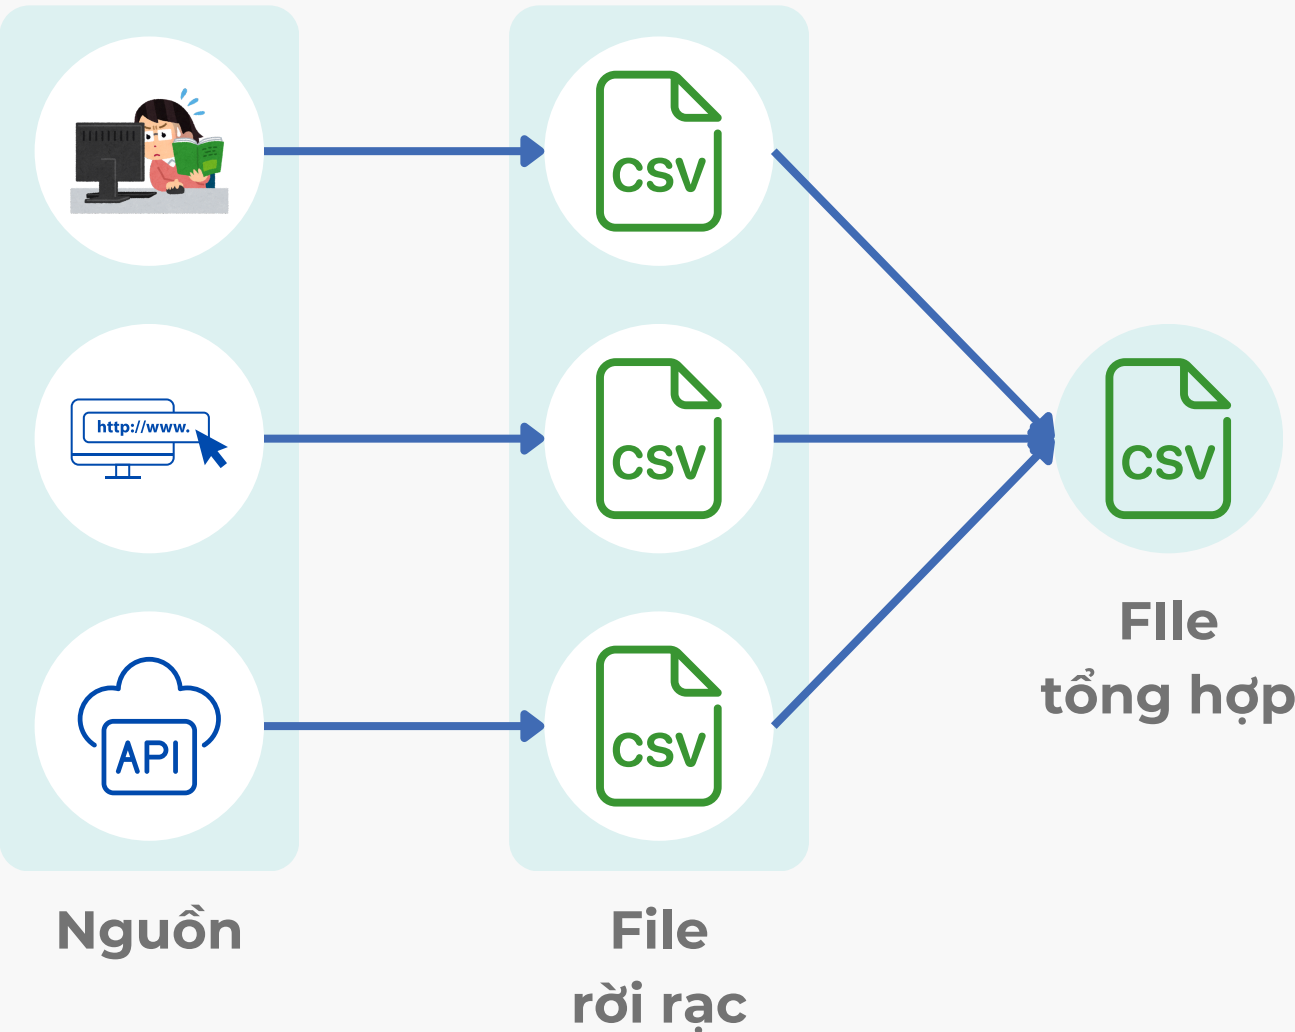 CSV
http://www.
CSV
CSV
API
CSV
FIle
tổng hợp
Nguồn
File
rời rạc